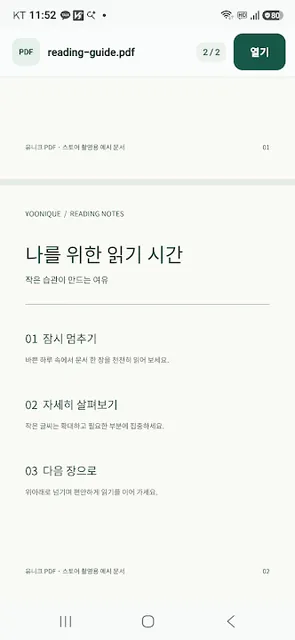 KT 11:52
80
PDF reading-guide.pdf 2 / 2 열기
유니크 PDF - 스토어 촬영용 예시 문서 01
YOONIQUE / READING NOTES
나를 위한 읽기 시간
작은 습관이 만드는 여유
01 잠시 멈추기
바쁜 하루 속에서 문서 한 장을 천천히 읽어 보세요.
02 자세히 살펴보기
작은 글씨는 확대하고 필요한 부분에 집중하세요.
03 다음 장으로
위아래로 넘기며 편안하게 읽기를 이어 가세요.
유니크 PDF - 스토어 촬영용 예시 문서 02